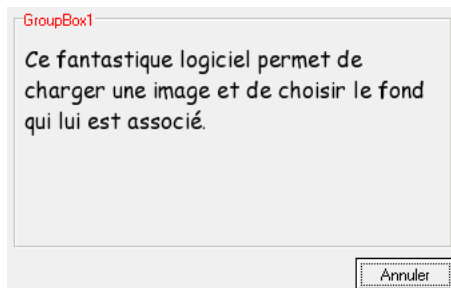 GroupBox1
Ce fantastique logiciel permet de
charger une image et de choisir le fond
qui lui est associé.
Annuler